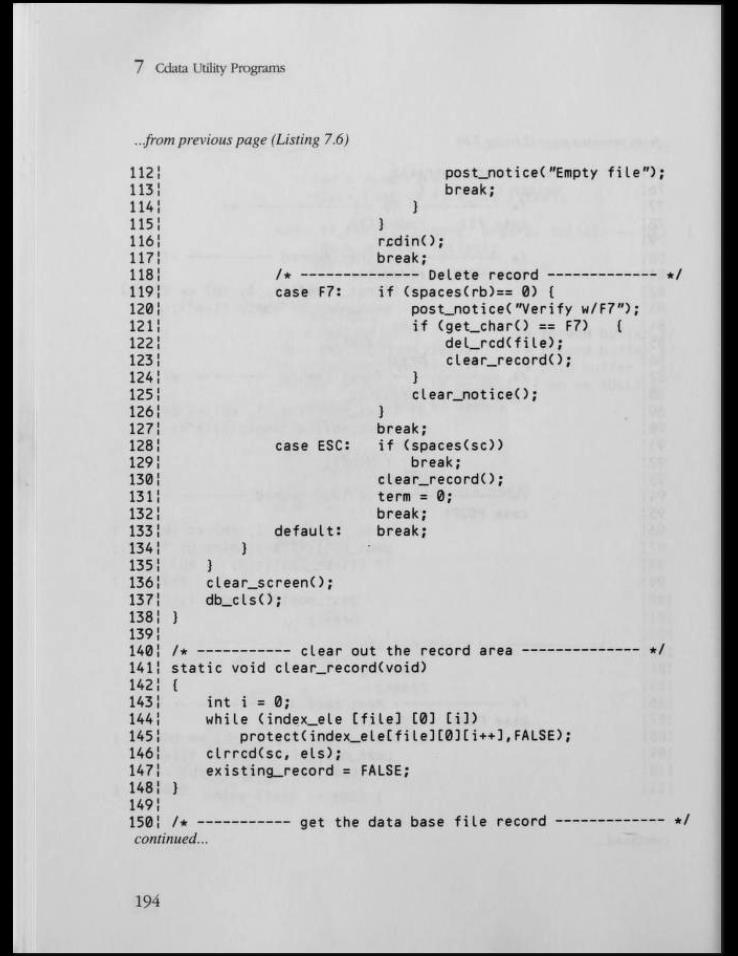 7 Cdata Utility Programs
...from previous page (Listing 7.6)
112¦                                 post_notice("Empty file");
113¦                                 break;
114¦                             }
115¦                         }
116¦                         rcdin();
117¦                         break;
118¦             /* -------------- Delete record ------------- */
119¦             case F7:    if (spaces(rb)== 0) {
120¦                             post_notice("Verify w/F7");
121¦                             if (get_char() == F7)   {
122¦                                 del_rcd(file);
123¦                                 clear_record();
124¦                             }
125¦                             clear_notice();
126¦                         }
127¦                         break;
128¦             case ESC:   if (spaces(sc))
129¦                             break;
130¦                         clear_record();
131¦                         term = 0;
132¦                         break;
133¦             default:    break;
134¦         }
135¦     }
136¦     clear_screen();
137¦     db_cls();
138¦ }
139¦
140¦ /* ----------- clear out the record area -------------- */
141¦ static void clear_record(void)
142¦ {
143¦     int i = 0;
144¦     while (index_ele [file] [0] [i])
145¦         protect(index_ele[file][0][i++],FALSE);
146¦     clrrcd(sc, els);
147¦     existing_record = FALSE;
148¦ }
149¦
150¦ /* ----------- get the data base file record ------------- */
continued...
194